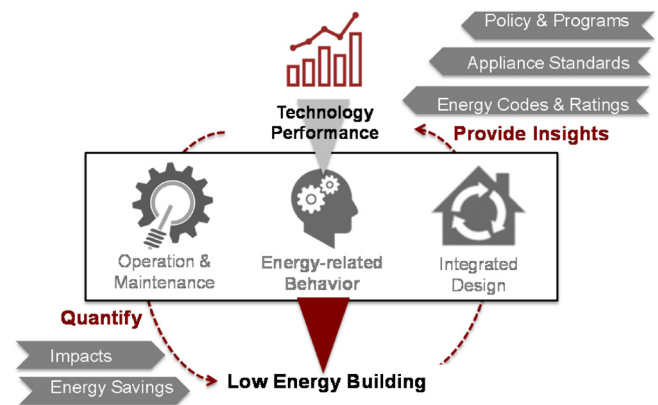 Policy & Programs
Appliance Standards
Energy Codes & Ratings
Technology
Performance
Provide Insights
Operation &
Maintenance
Energy-related
Behavior
Integrated
Design
Quantify
Impacts
Energy Savings
Low Energy Building